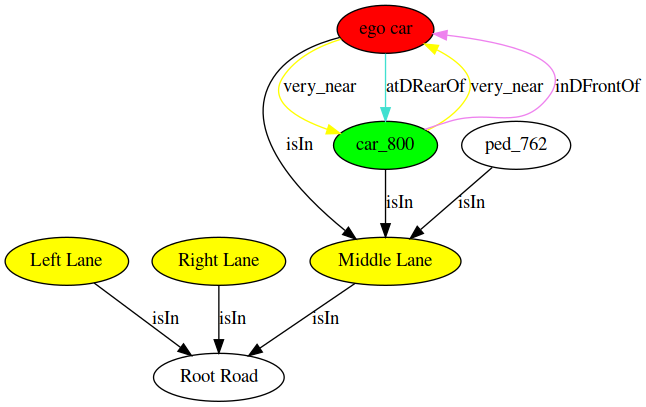 ego car
very_near
atDRearOf
very_near
inDFrontOf
isIn
car_800
ped_762
isIn
isIn
Left Lane
Right Lane
Middle Lane
isIn
isIn
isIn
Root Road